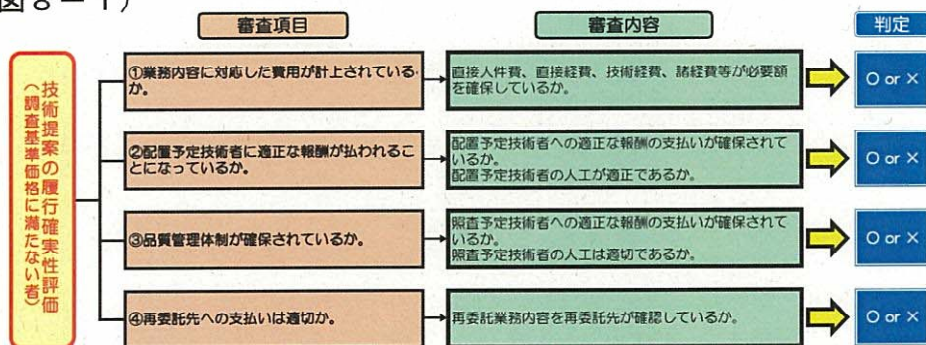 図８－１）
審査項目
審査内容
判定
技術提案の履行確実性評価
（調査基準価格に満たない者）
①業務内容に対応した費用が計上されている
か。
直接人件費、直接経費、技術経費、諸経費等が必要額
を確保しているか。
○ or ×
②配置予定技術者に適正な報酬が払われるこ
とになっているか。
配置予定技術者への適正な報酬の支払いが確保されて
いるか。
配置予定技術者の人工が適正であるか。
○ or ×
③品質管理体制が確保されているか。
照査予定技術者への適正な報酬の支払いが確保されて
いるか。
照査予定技術者の人工は適切であるか。
○ or ×
④再委託先への支払いは適切か。
再委託業務内容を再委託先が確認しているか。
○ or ×